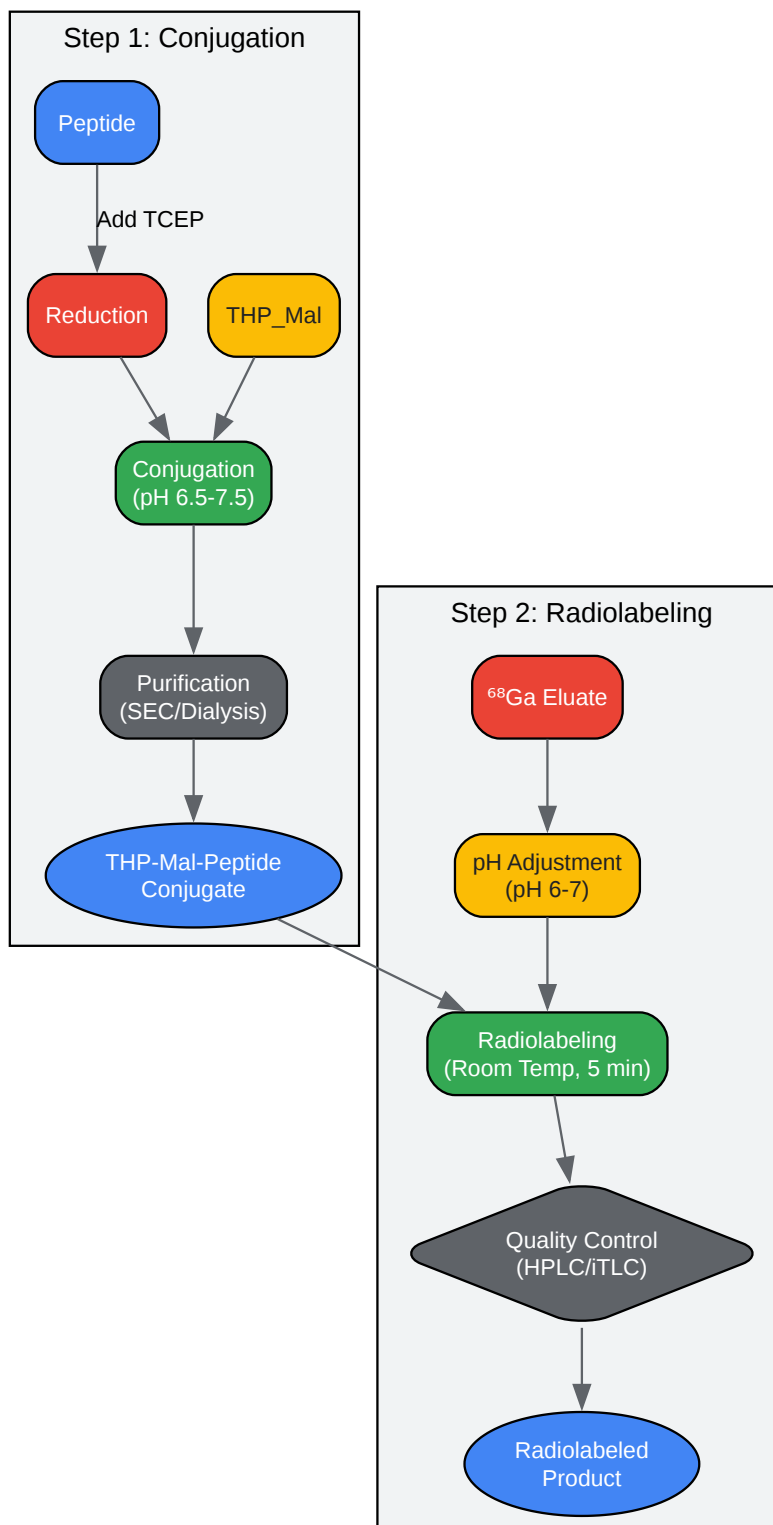 Step 1: Conjugation
Peptide
Add TCEP
Reduction
THP_Mal
Conjugation
(pH 6.5-7.5)
Purification
(SEC/Dialysis)
THP-Mal-Peptide
Conjugate
Step 2: Radiolabeling
⁶⁸Ga Eluate
pH Adjustment
(pH 6-7)
Radiolabeling
(Room Temp, 5 min)
Quality Control
(HPLC/iTLC)
Radiolabeled
Product